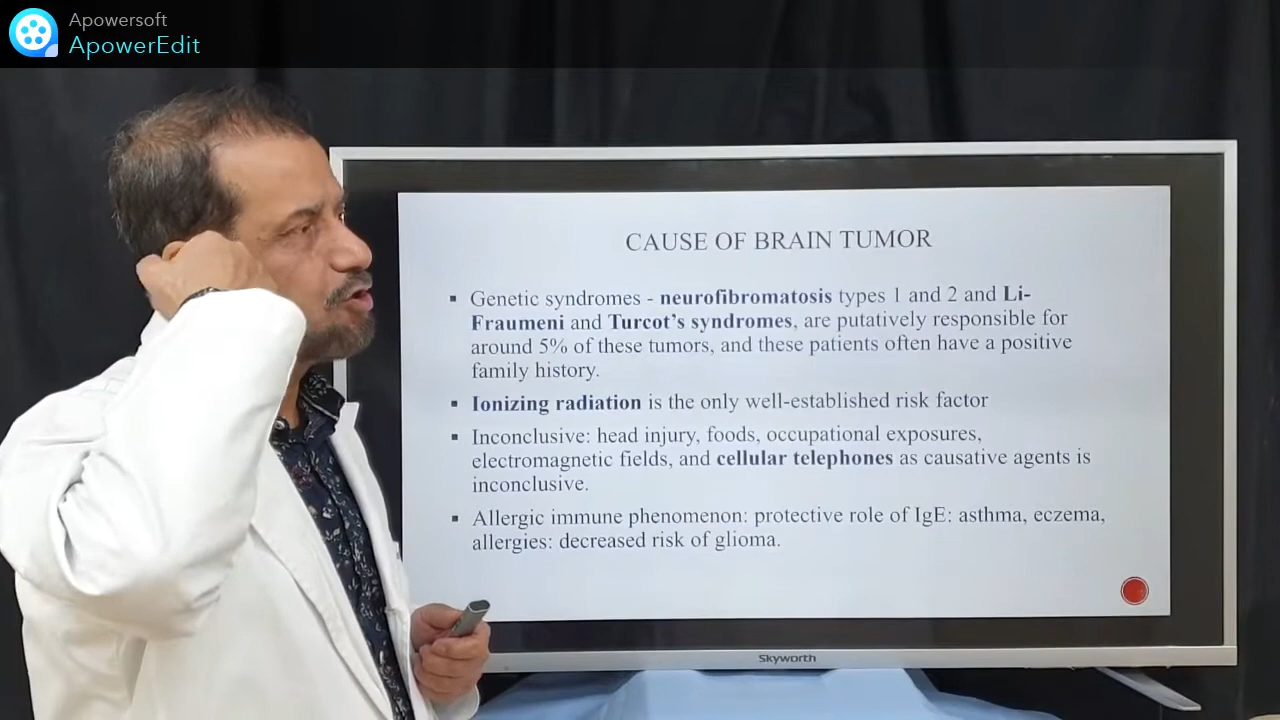 Apowersoft
ApowerEdit
CAUSE OF BRAIN TUMOR
▪ Genetic syndromes - neurofibromatosis types 1 and 2 and Li-
Fraumeni and Turcot's syndromes, are putatively responsible for
around 5% of these tumors, and these patients often have a positive
family history.
▪ Ionizing radiation is the only well-established risk factor
▪ Inconclusive: head injury, foods, occupational exposures,
electromagnetic fields, and cellular telephones as causative agents is
inconclusive.
▪ Allergic immune phenomenon: protective role of IgE: asthma, eczema,
allergies: decreased risk of glioma.
Skyworth